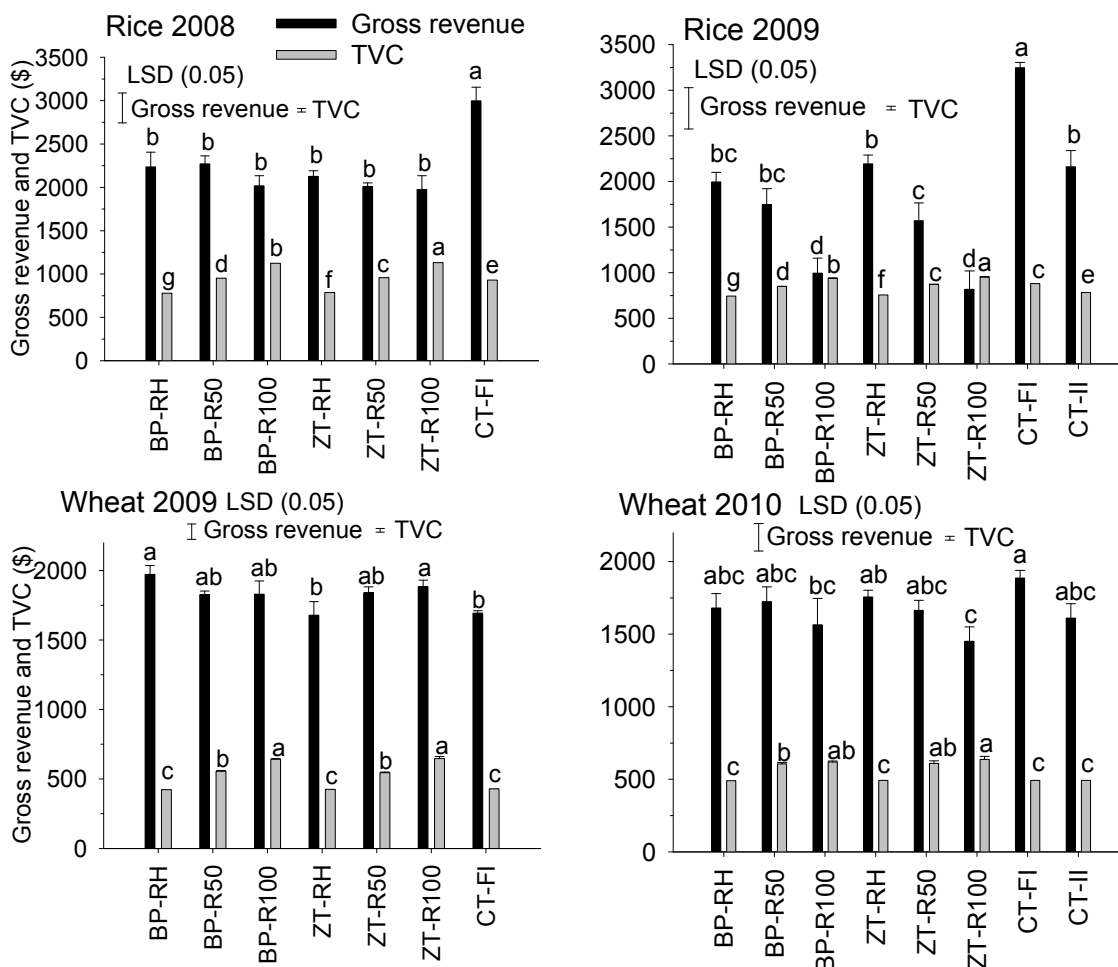 Rice 2008
Gross revenue
TVC
LSD (0.05)
Gross revenue = TVC
Gross revenue and TVC ($)
3500
3000
2500
2000
1500
1000
500
0
b b b b b b a
g d b f c a e
BP-RH
BP-R50
BP-R100
ZT-RH
ZT-R50
ZT-R100
CT-FI
Rice 2009
LSD (0.05)
Gross revenue = TVC
3500
3000
2500
2000
1500
1000
500
0
bc bc d b c d a b
g d b f c a c e
BP-RH
BP-R50
BP-R100
ZT-RH
ZT-R50
ZT-R100
CT-FI
CT-II
Wheat 2009 LSD (0.05)
Gross revenue = TVC
Gross revenue and TVC ($)
2000
1500
1000
500
0
a ab ab b ab a b
c b a c b a c
BP-RH
BP-R50
BP-R100
ZT-RH
ZT-R50
ZT-R100
CT-FI
Wheat 2010 LSD (0.05)
Gross revenue = TVC
2000
1500
1000
500
0
abc abc bc ab abc c a abc
c b ab c ab a c c
BP-RH
BP-R50
BP-R100
ZT-RH
ZT-R50
ZT-R100
CT-FI
CT-II